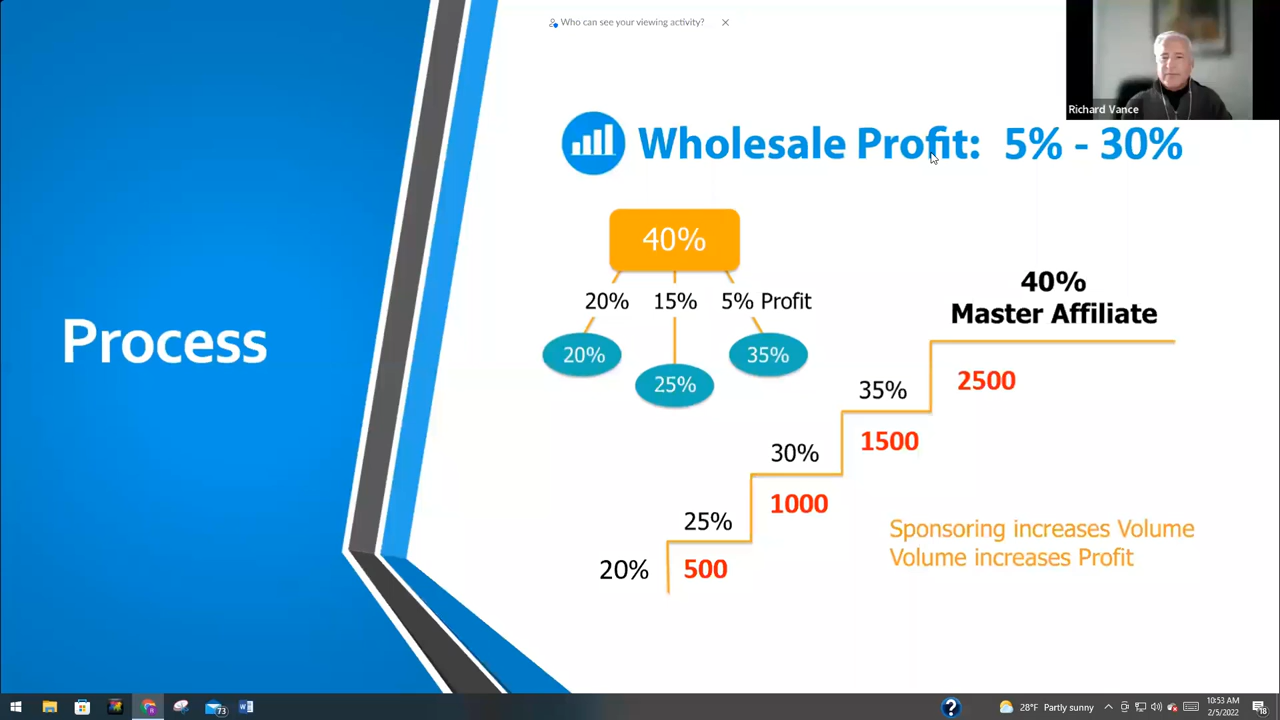 Who can see your viewing activity?
Richard Vance
Wholesale Profit: 5% - 30%
40%
20% 15% 5% Profit
20% 25% 35%
Process
40%
Master Affiliate
2500
35%
1500
30%
1000
25%
20% 500
Sponsoring increases Volume
Volume increases Profit
73
28°F Partly sunny
10:53 AM
2/5/2022
18